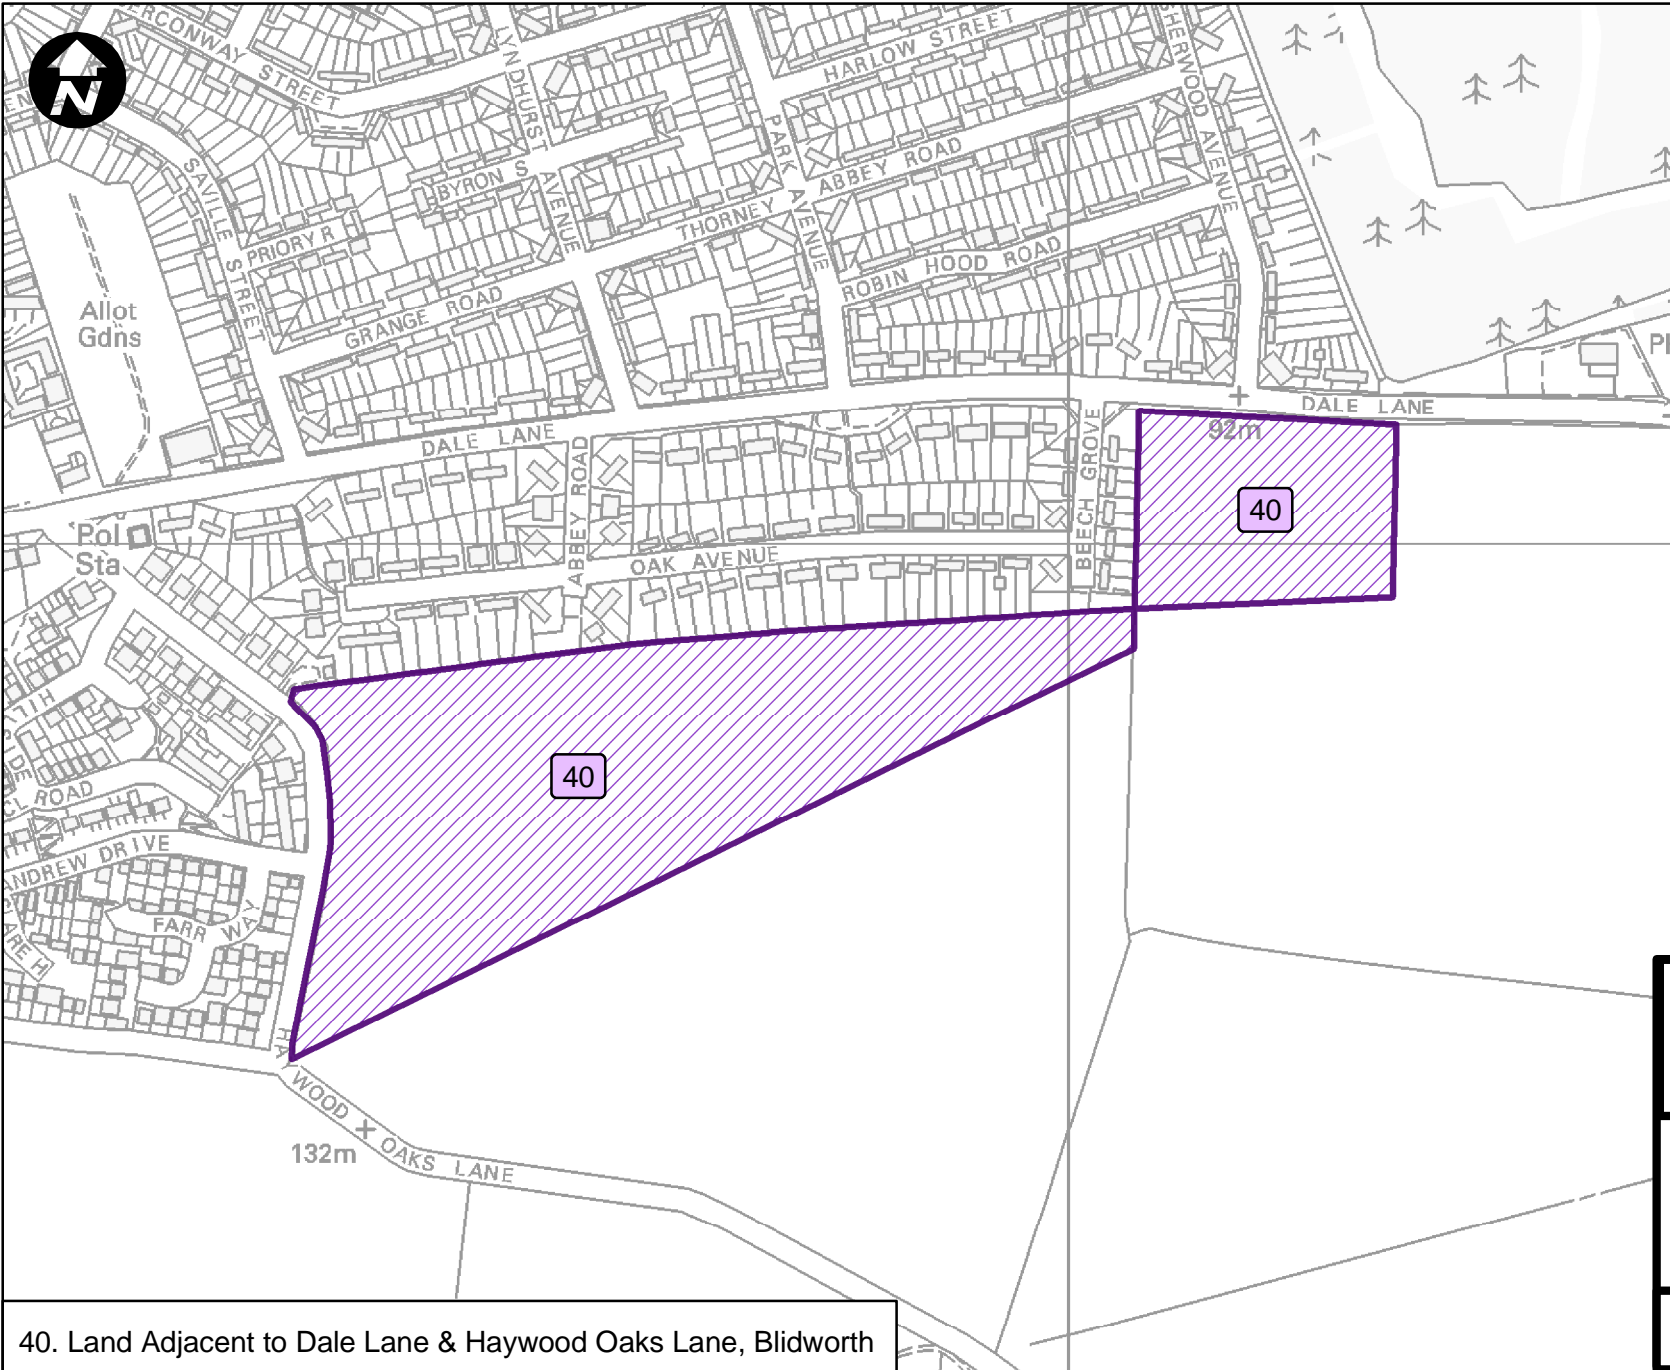 N
STREET
LYNDHURST AVENUE
HARLOW STREET
SHERWOOD AVENUE
PARK AVENUE
ABBEY ROAD
BYRON S
THORNEY
SAVILE STREET
PRIORY R
ROBIN HOOD ROAD
GRANGE ROAD
Allot
Gdns
DALE LANE
DALE LANE
92m
ABBEY ROAD
BEECH GROVE
40
Pol
Sta
OAK AVENUE
40
ROAD
ANDREW DRIVE
FARR WAY
HAYWOOD OAKS LANE
132m
40. Land Adjacent to Dale Lane & Haywood Oaks Lane, Blidworth